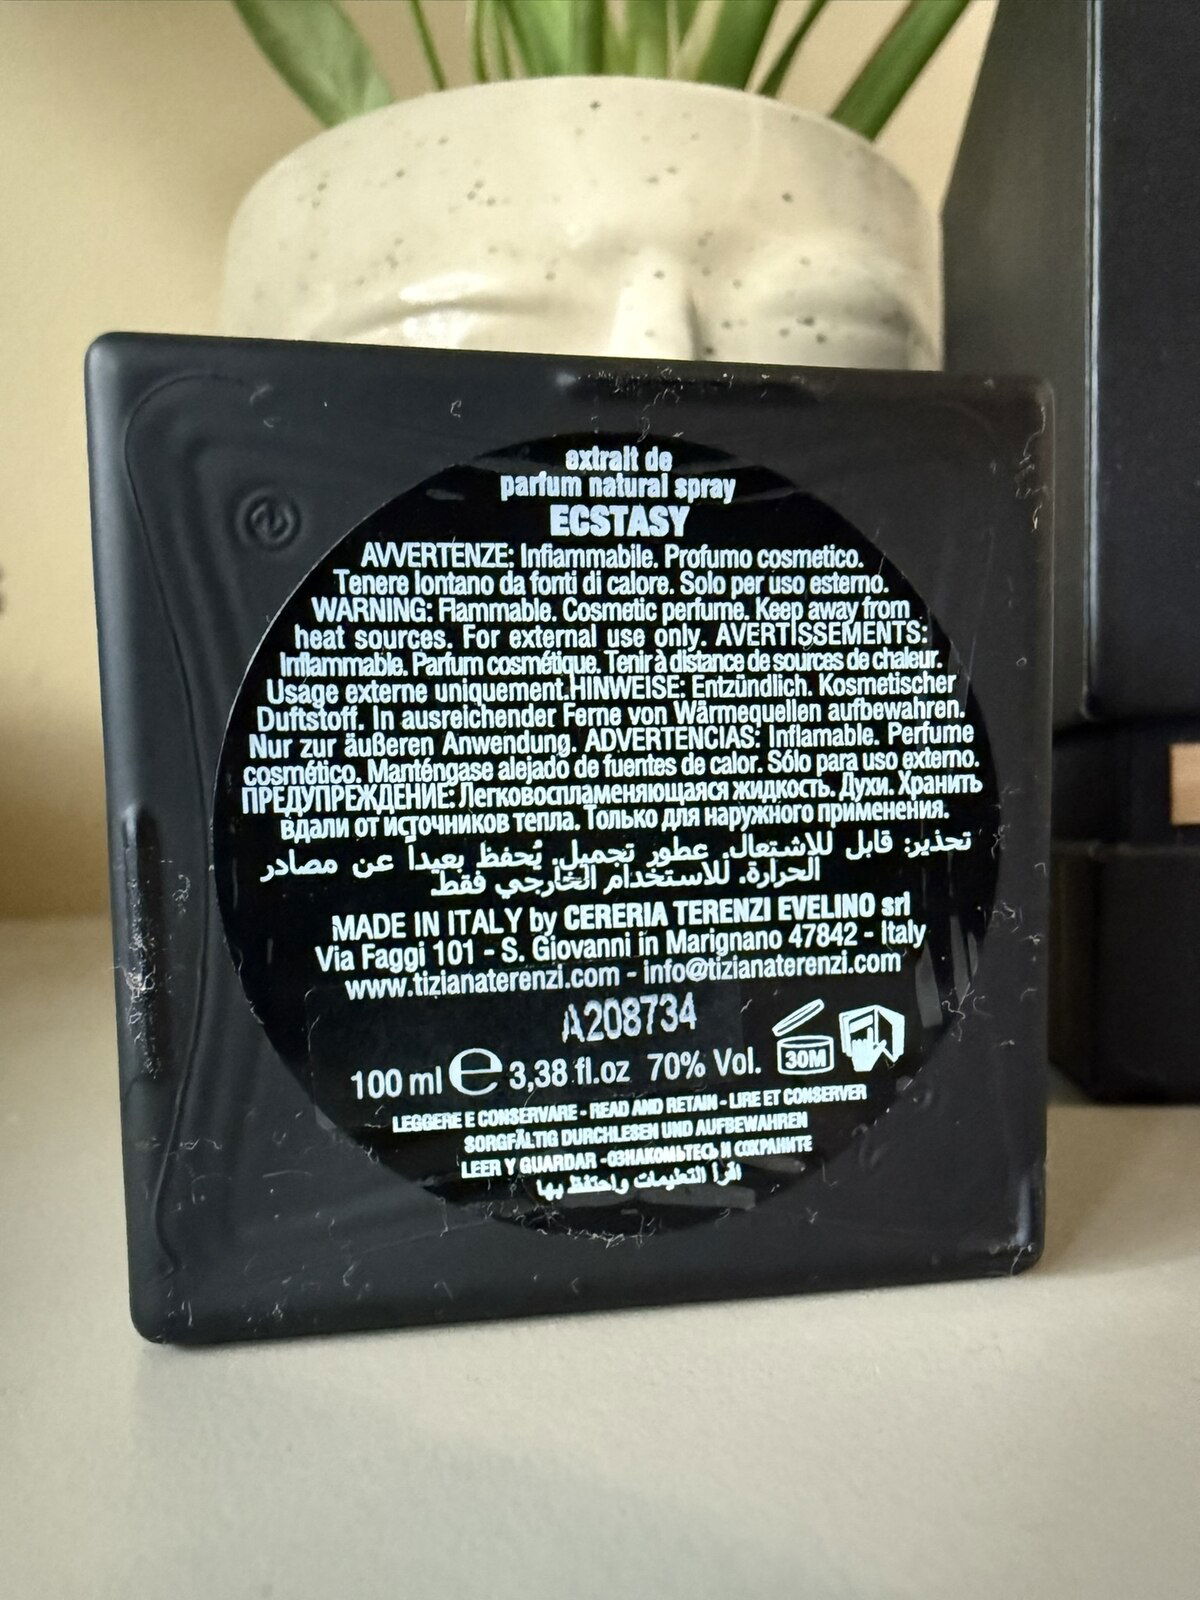 extrait de
parfum natural spray
ECSTASY
AVVERTENZE: Infiammabile. Profumo cosmetico.
Tenere lontano da fonti di calore. Solo per uso esterno.
WARNING: Flammable. Cosmetic perfume. Keep away from
heat sources. For external use only. AVERTISSEMENTS:
Inflammable. Parfum cosmétique. Tenir à distance de sources de chaleur.
Usage externe uniquement.HINWEISE: Entzündlich. Kosmetischer
Duftstoff. In ausreichender Ferne von Wärmequellen aufbewahren.
Nur zur äußeren Anwendung. ADVERTENCIAS: Inflamable. Perfume
cosmético. Manténgase alejado de fuentes de calor. Sólo para uso externo.
ПРЕДУПРЕЖДЕНИЕ: Легковоспламеняющаяся жидкость. Духи. Хранить
вдали от источников тепла. Только для наружного применения.
تحذير: قابل للاشتعال. عطور تجميل. يُحفظ بعيداً عن مصادر
الحرارة. للاستخدام الخارجي فقط.
MADE IN ITALY by CERERIA TERENZI EVELINO srl
Via Faggi 101 - S. Giovanni in Marignano 47842 - Italy
www.tizianaterenzi.com - info@tizianaterenzi.com
A208734
30M
100 ml e 3,38 fl.oz 70% Vol.
LEGGERE E CONSERVARE - READ AND RETAIN - LIRE ET CONSERVER
SORGFÄLTIG DURCHLESEN UND AUFBEWAHREN
LEER Y GUARDAR -ОЗНАКОМЬТЕСЬ И СОХРАНИТЕ
اقرأ التعليمات واحتفظ بها